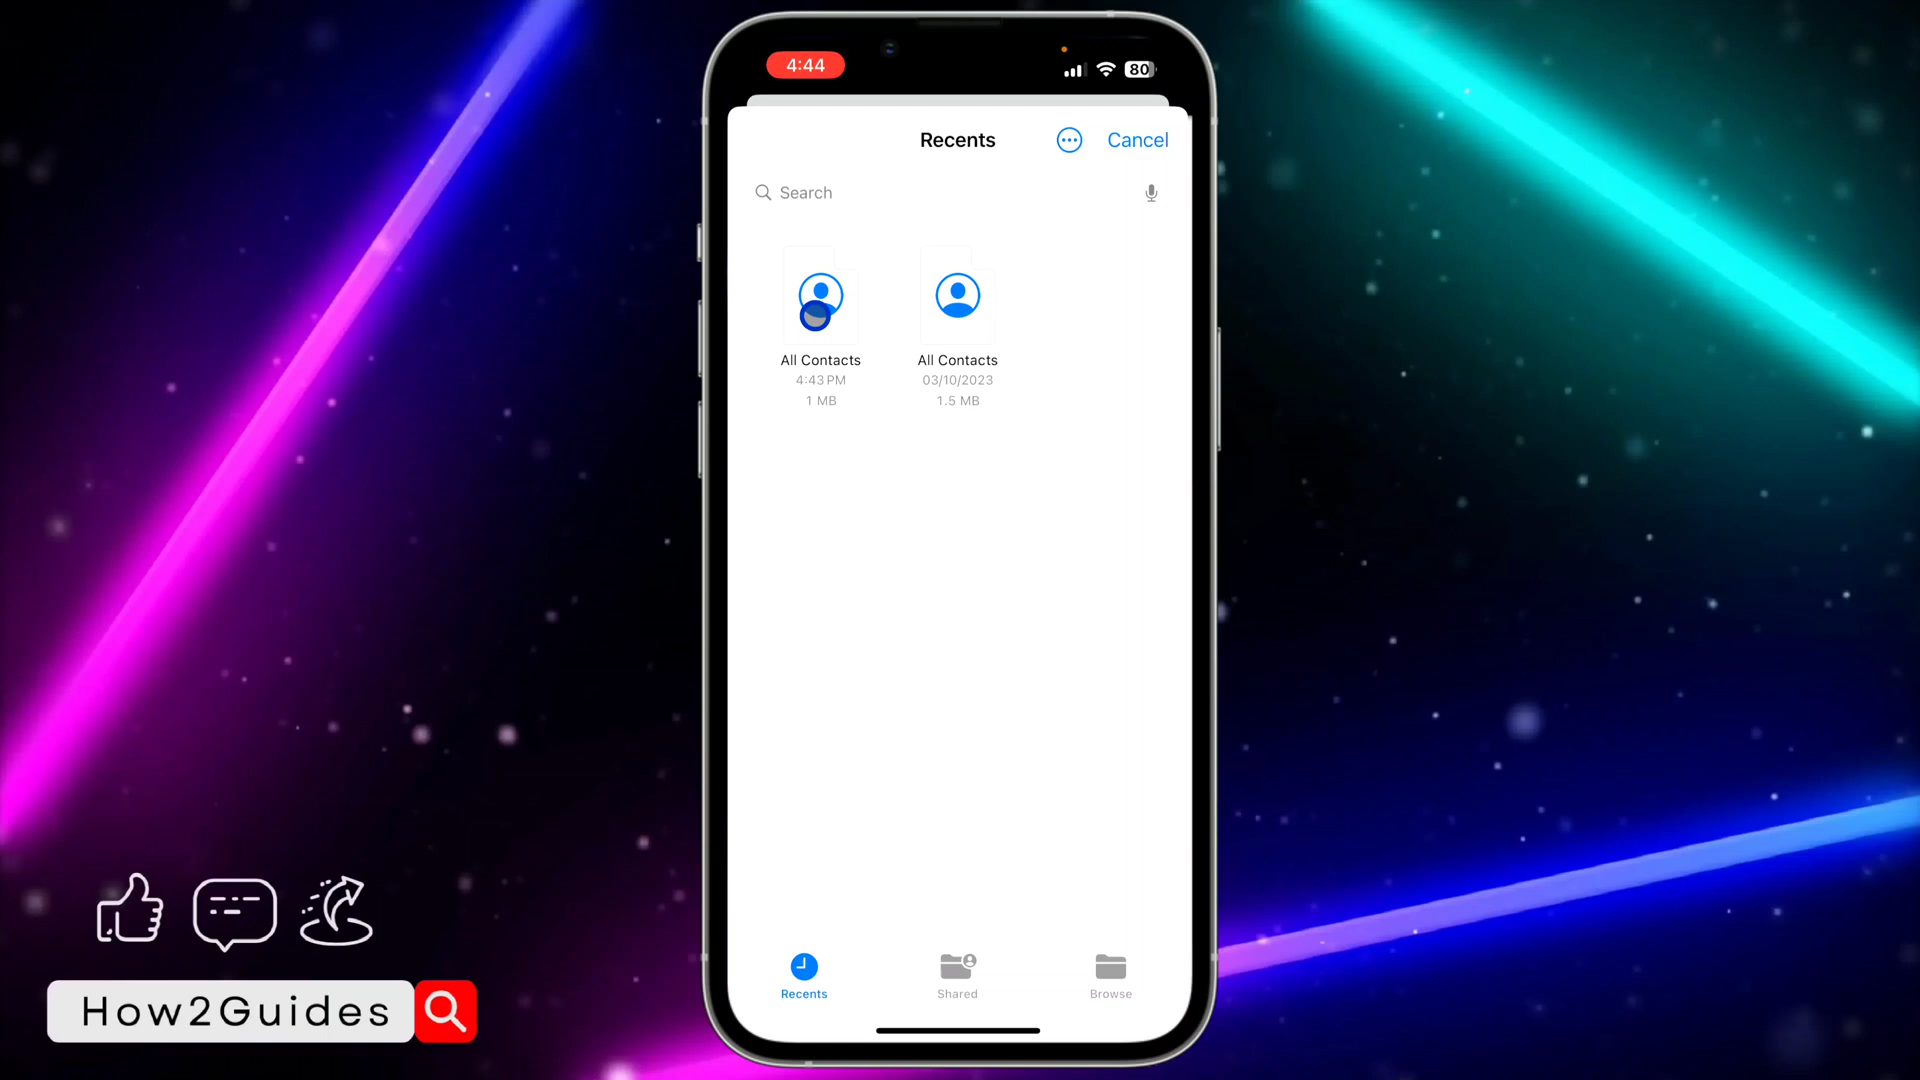 4:44
80
Recents
Cancel
Search
All Contacts
4:43 PM
1 MB
All Contacts
03/10/2023
1.5 MB
Recents
Shared
Browse
How2Guides